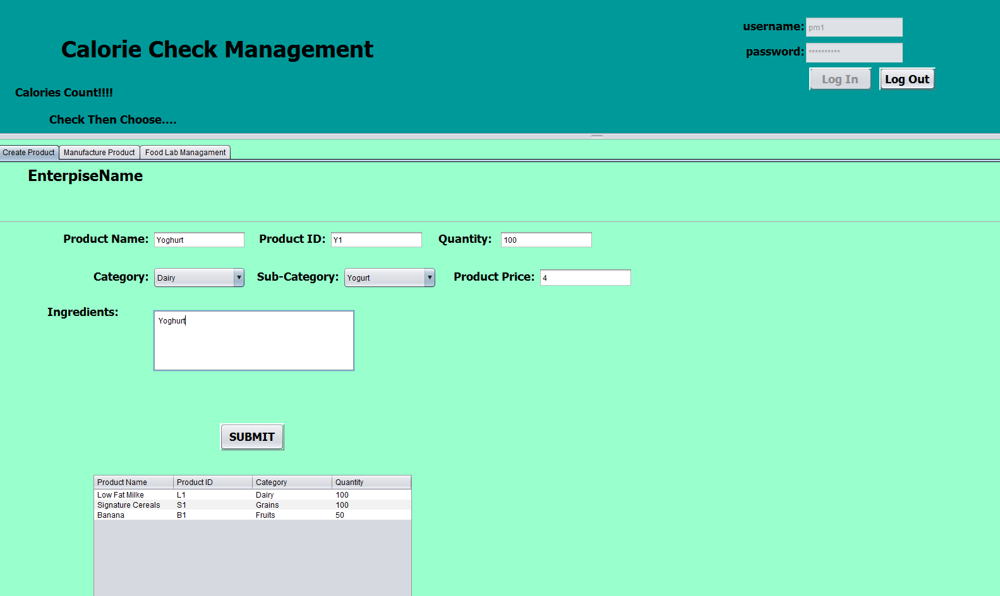 Calorie Check Management
username: pm1
password: **********
Log In Log Out
Calories Count!!!!
Check Then Choose....
Create Product Manufacture Product Food Lab Managament
EnterpiseName
Product Name: Yoghurt Product ID: Y1 Quantity: 100
Category: Dairy Sub-Category: Yogurt Product Price: 4
Ingredients: Yoghurt
SUBMIT
Product Name Product ID Category Quantity
Low Fat Milke L1 Dairy 100
Signature Cereals S1 Grains 100
Banana B1 Fruits 50